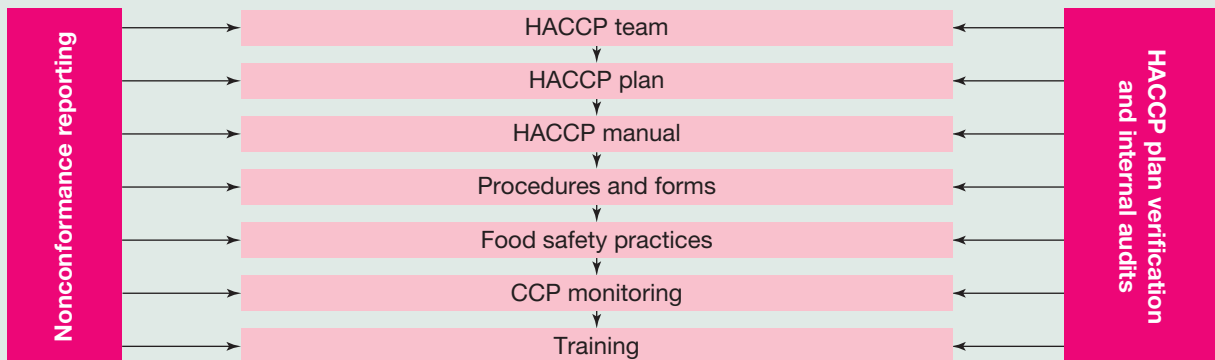 Nonconformance reporting
HACCP team
HACCP plan
HACCP manual
Procedures and forms
Food safety practices
CCP monitoring
Training
HACCP plan verification
and internal audits